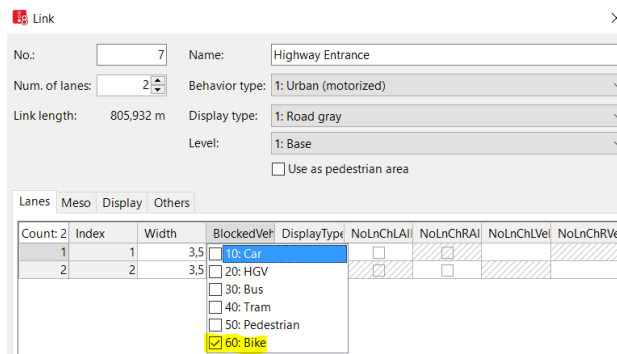 Link
No.: 7 Name: Highway Entrance
Num. of lanes: 2 Behavior type: 1: Urban (motorized)
Link length: 805,932 m Display type: 1: Road gray
Level: 1: Base
Use as pedestrian area
Lanes Meso Display Others
Count: 2 Index Width BlockedVeh DisplayType NoLnChLAll NoLnChRAl NoLnChLVel NoLnChRVe
1 1 3,5 10: Car
2 2 3,5 20: HGV
30: Bus
40: Tram
50: Pedestrian
60: Bike